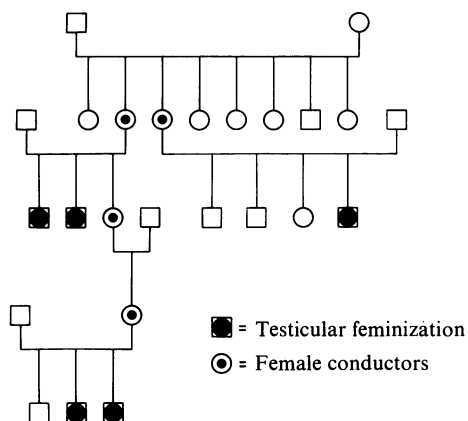 = Testicular feminization
= Female conductors